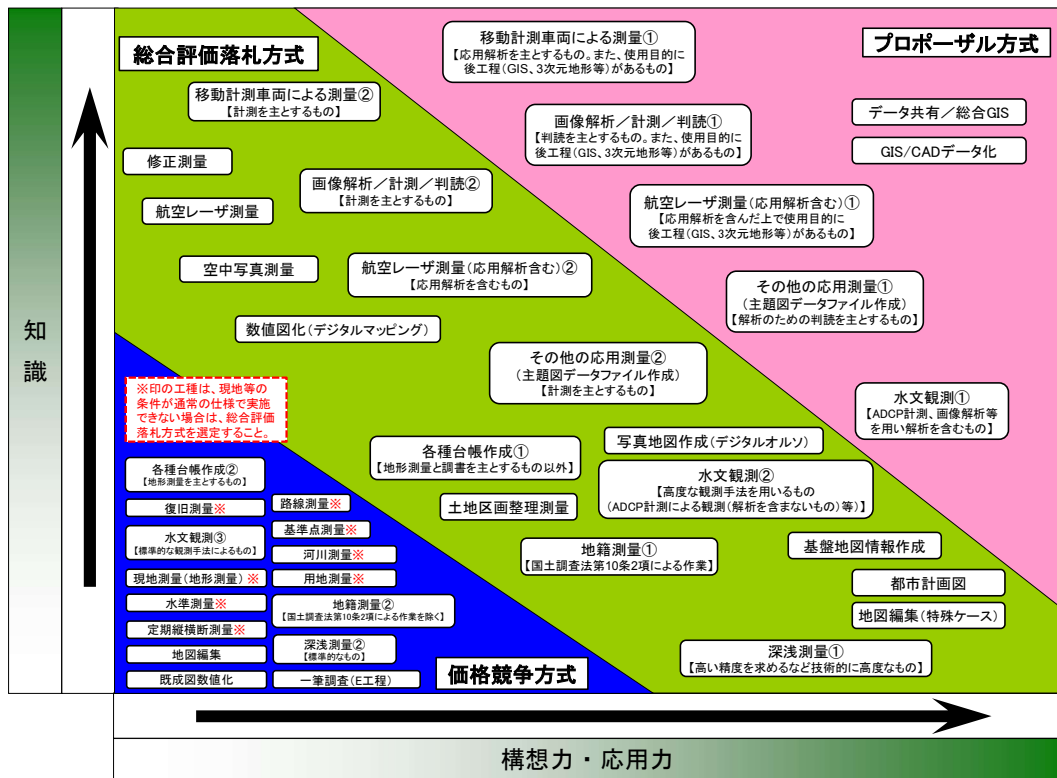 総合評価落札方式
プロポーザル方式
移動計測車両による測量①
【応用解析を主とするもの。また、使用目的に
後工程(GIS、3次元地形等)があるもの】
移動計測車両による測量②
【計測を主とするもの】
データ共有／総合GIS
画像解析／計測／判読①
【判読を主とするもの。また、使用目的に
後工程(GIS、3次元地形等)があるもの】
GIS/CADデータ化
修正測量
画像解析／計測／判読②
【計測を主とするもの】
航空レーザ測量(応用解析含む)①
【応用解析を含んだ上で使用目的に
後工程(GIS、3次元地形等)があるもの】
航空レーザ測量
空中写真測量
航空レーザ測量(応用解析含む)②
【応用解析を含むもの】
その他の応用測量①
(主題図データファイル作成)
【解析のための判読を主とするもの】
数値図化(デジタルマッピング)
その他の応用測量②
(主題図データファイル作成)
【計測を主とするもの】
知
識
※印の工種は、現地等の
条件が通常の仕様で実施
できない場合は、総合評価
落札方式を選定すること。
水文観測①
【ADCP計測、画像解析等
を用い解析を含むもの】
各種台帳作成①
【地形測量と調書を主とするもの以外】
写真地図作成(デジタルオルソ)
水文観測②
【高度な観測手法を用いるもの
(ADCP計測による観測(解析を含まないもの)等)】
土地区画整理測量
地籍測量①
【国土調査法第10条2項による作業】
基盤地図情報作成
都市計画図
地図編集(特殊ケース)
深浅測量①
【高い精度を求めるなど技術的に高度なもの】
各種台帳作成②
【地形測量を主とするもの】
復旧測量※
水文観測③
【標準的な観測手法によるもの】
現地測量(地形測量)※
水準測量※
定期縦横断測量※
地図編集
既成図数値化
路線測量※
基準点測量※
河川測量※
用地測量※
地籍測量②
【国土調査法第10条2項による作業を除く】
深浅測量②
【標準的なもの】
一筆調査(E工程)
価格競争方式
構想力・応用力